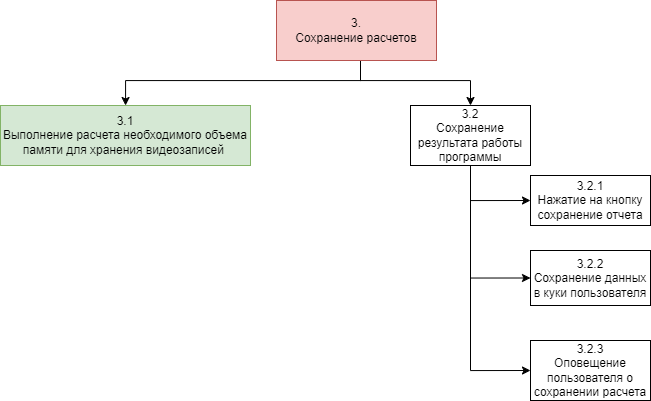 3.
Сохранение расчетов
3.1
Выполнение расчета необходимого объема
памяти для хранения видеозаписей
3.2
Сохранение
результата работы
программы
3.2.1
Нажатие на кнопку
сохранение отчета
3.2.2
Сохранение данных
в куки пользователя
3.2.3
Оповещение
пользователя о
сохранении расчета